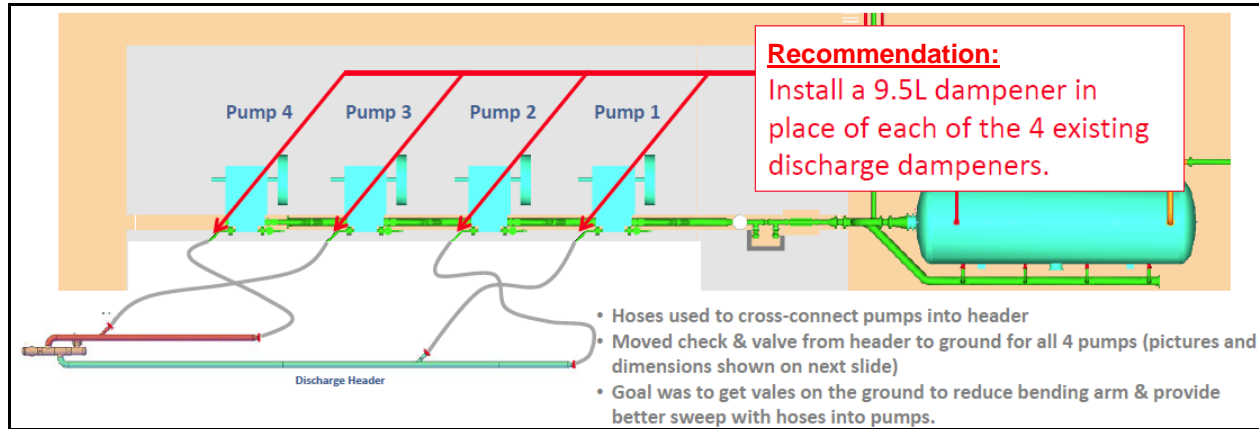 Recommendation:
Install a 9.5L dampener in
place of each of the 4 existing
discharge dampeners.
Pump 4
Pump 3
Pump 2
Pump 1
• Hoses used to cross-connect pumps into header
• Moved check & valve from header to ground for all 4 pumps (pictures and
dimensions shown on next slide)
• Goal was to get vales on the ground to reduce bending arm & provide
better sweep with hoses into pumps.
Discharge Header